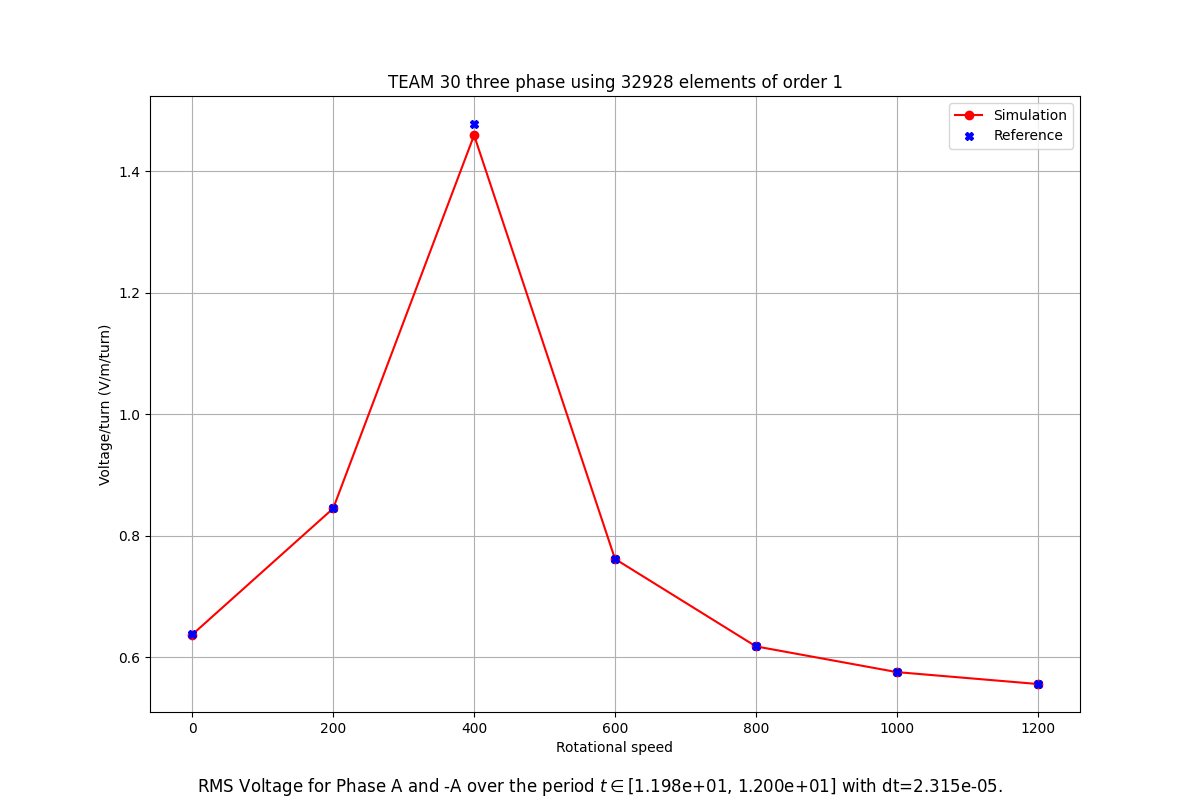 TEAM 30 three phase using 32928 elements of order 1
Simulation
Reference
Voltage/turn (V/m/turn)
1.4
1.2
1.0
0.8
0.6
0 200 400 600 800 1000 1200
Rotational speed
RMS Voltage for Phase A and -A over the period t ∈ [1.198e+01, 1.200e+01] with dt=2.315e-05.